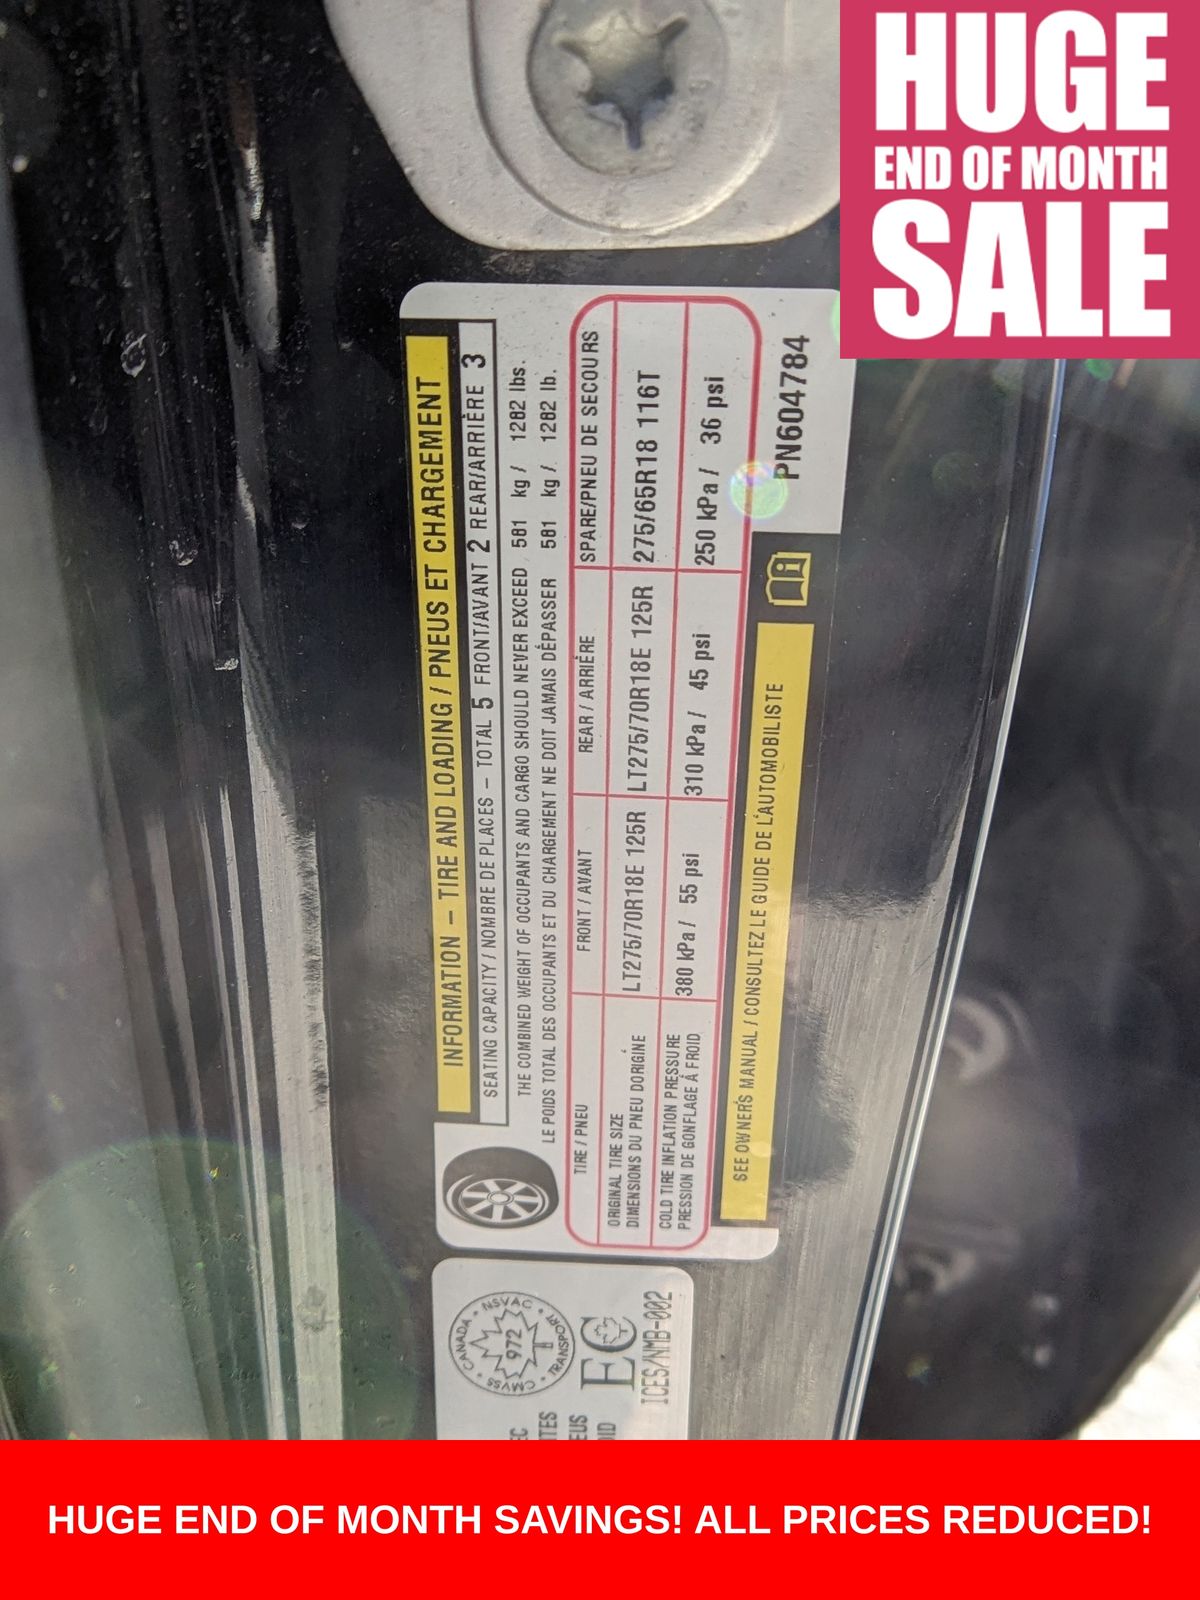 HUGE
END OF MONTH
SALE
INFORMATION – TIRE AND LOADING / PNEUS ET CHARGEMENT
SEATING CAPACITY / NOMBRE DE PLACES – TOTAL 5 FRONT/AVANT 2 REAR/ARRIÈRE 3
THE COMBINED WEIGHT OF OCCUPANTS AND CARGO SHOULD NEVER EXCEED 581 kg / 1282 lbs.
LE POIDS TOTAL DES OCCUPANTS ET DU CHARGEMENT NE DOIT JAMAIS DÉPASSER 581 kg / 1282 lb.
TIRE / PNEU FRONT / AVANT REAR / ARRIÈRE SPARE/PNEU DE SECOURS
ORIGINAL TIRE SIZE
DIMENSIONS DU PNEU D'ORIGINE LT275/70R18E 125R LT275/70R18E 125R 275/65R18 116T
COLD TIRE INFLATION PRESSURE
PRESSION DE GONFLAGE À FROID 380 kPa / 55 psi 310 kPa / 45 psi 250 kPa / 36 psi
SEE OWNER'S MANUAL / CONSULTEZ LE GUIDE DE L'AUTOMOBILISTE
PN604784
CANADA • NSVAC • TRANSPORT • CMVSS
972
EC
ICES/NMB-002
HUGE END OF MONTH SAVINGS! ALL PRICES REDUCED!